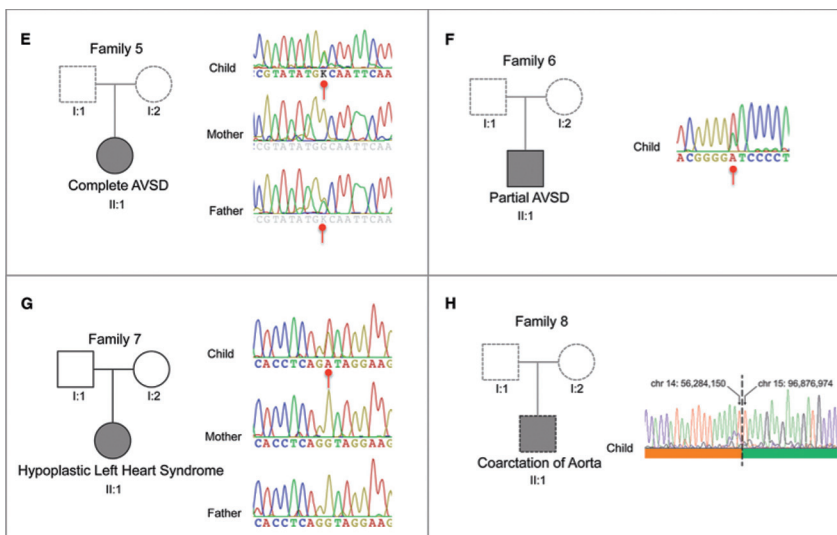 E
Family 5
I:1
I:2
Complete AVSD
II:1
Child
CGTATATGKCAATTCAA
Mother
CGTATATGGCAATTCAA
Father
CGTATATGKCAATTCAA
F
Family 6
I:1
I:2
Partial AVSD
II:1
Child
ACGGGGATCCCCT
G
Family 7
I:1
I:2
Hypoplastic Left Heart Syndrome
II:1
Child
CACCTCAGATAGGAAG
Mother
CACCTCAGGTAGGAAG
Father
CACCTCAGGTAGGAAG
H
Family 8
I:1
I:2
Coarctation of Aorta
II:1
chr 14: 56,284,150
chr 15: 96,876,974
Child